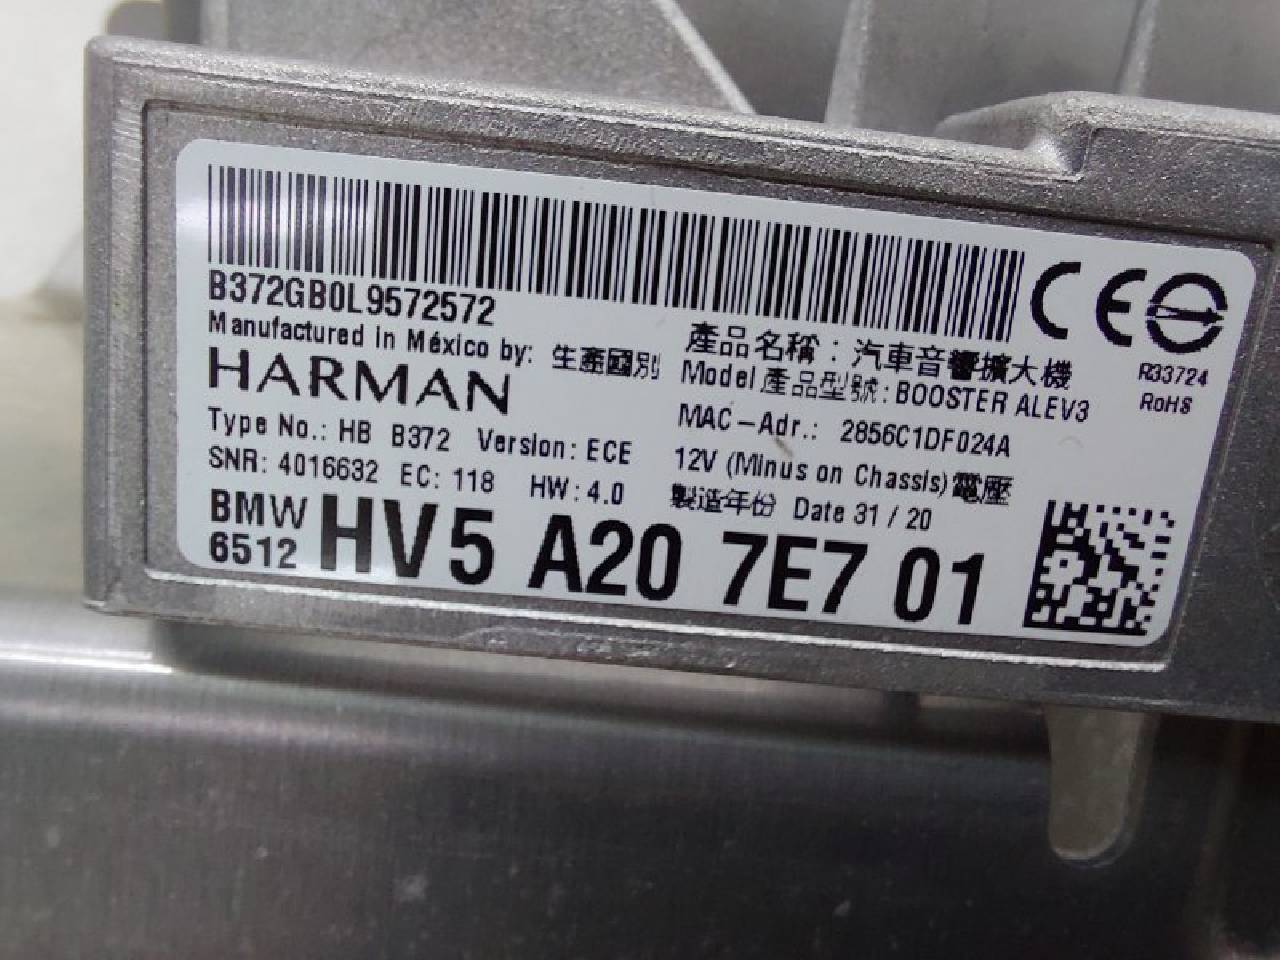 B372GB0L9572572
Manufactured in México by: 生產國別
HARMAN
Type No.: HB B372 Version: ECE
SNR: 4016632 EC: 118 HW: 4.0
BMW
6512
HV5 A20 7E7 01
產品名稱: 汽車音響擴大機
Model 產品型號: BOOSTER ALEV3
MAC-Adr.: 2856C1DF024A
12V (Minus on Chassis) 電壓
製造年份 Date 31/20
CE
R33724
RoHS